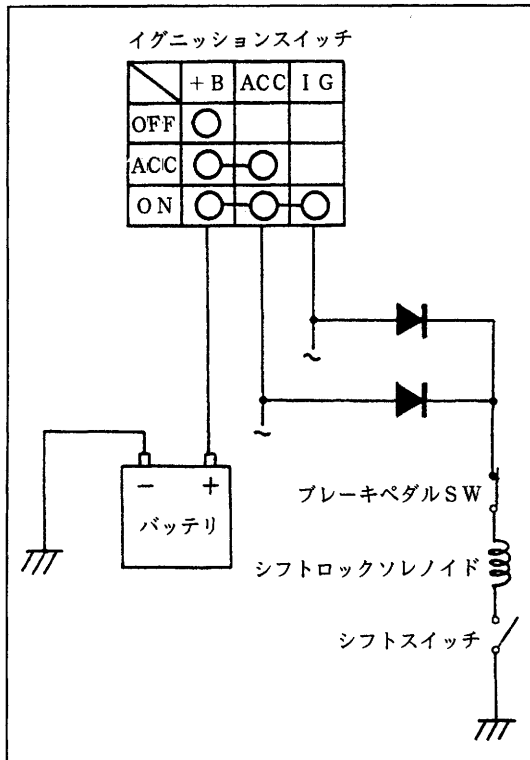 イグニッションスイッチ
+B ACC IG
OFF
ACC
ON
- +
バッテリ
ブレーキペダルSW
シフトロックソレノイド
シフトスイッチ